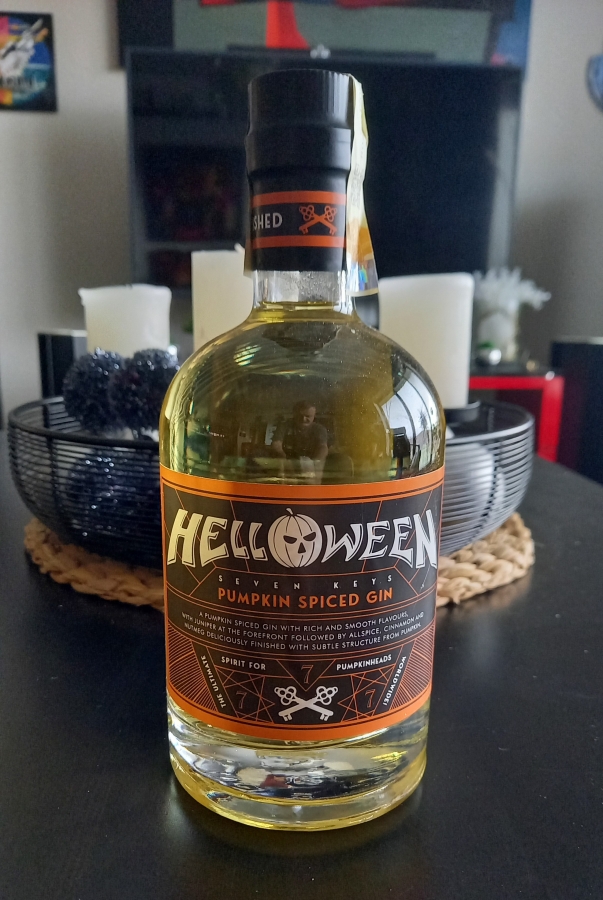 SHED
HELLOWEEN
SEVEN KEYS
PUMPKIN SPICED GIN
A PUMPKIN SPICED GIN WITH RICH AND SMOOTH FLAVOURS,
WITH JUNIPER AT THE FOREFRONT FOLLOWED BY ALLSPICE, CINNAMON AND
NUTMEG DELICIOUSLY FINISHED WITH SUBTLE STRUCTURE FROM PUMPKIN.
THE ULTIMATE
SPIRIT FOR
7
PUMPKINHEADS
WORLDWIDE!
7
7